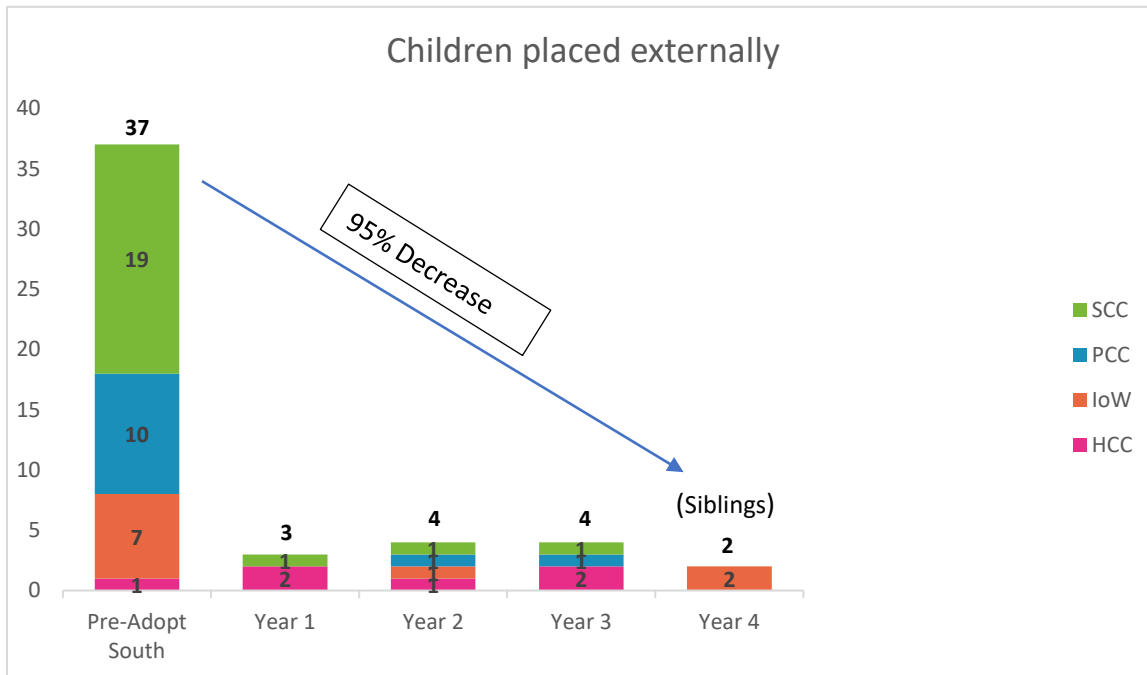 Children placed externally
40
35
30
25
20
15
10
5
0
37
19
10
7
1
3
1
2
4
1
1
1
1
4
1
1
2
(Siblings)
2
2
95% Decrease
Pre-Adopt
South
Year 1
Year 2
Year 3
Year 4
SCC
PCC
IoW
HCC